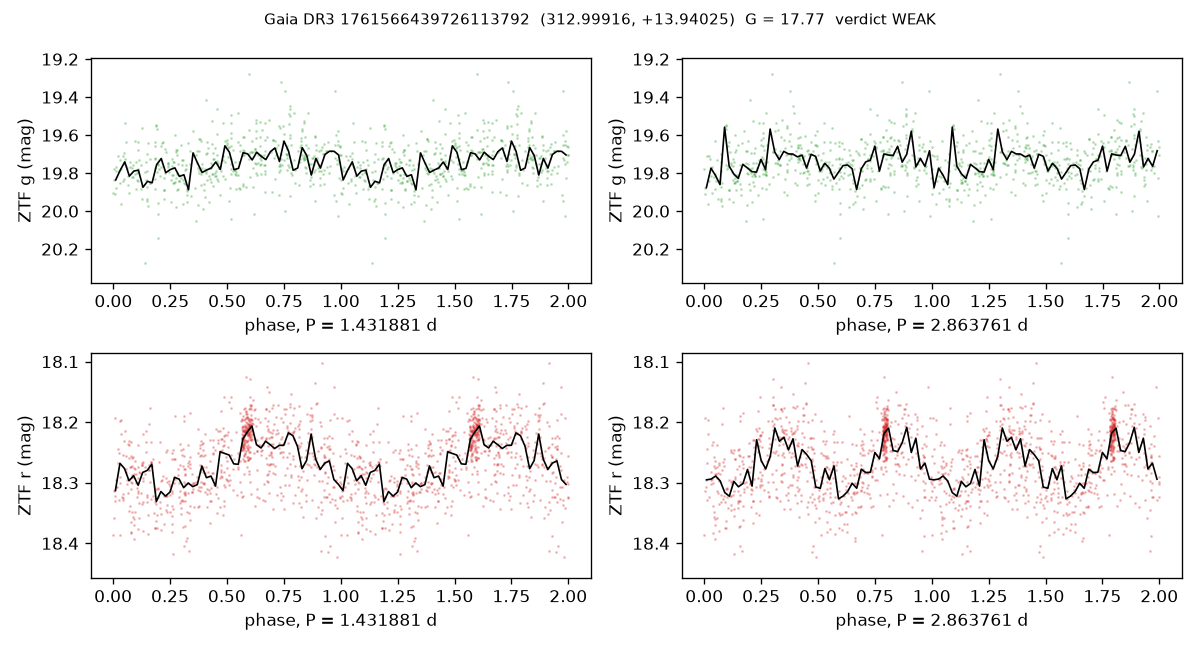 Gaia DR3 1761566439726113792 (312.99916, +13.94025) G = 17.77 verdict WEAK
19.2
19.4
19.6
19.8
20.0
20.2
ZTF g (mag)
0.00 0.25 0.50 0.75 1.00 1.25 1.50 1.75 2.00
phase, P = 1.431881 d
19.2
19.4
19.6
19.8
20.0
20.2
ZTF g (mag)
0.00 0.25 0.50 0.75 1.00 1.25 1.50 1.75 2.00
phase, P = 2.863761 d
18.1
18.2
18.3
18.4
ZTF r (mag)
0.00 0.25 0.50 0.75 1.00 1.25 1.50 1.75 2.00
phase, P = 1.431881 d
18.1
18.2
18.3
18.4
ZTF r (mag)
0.00 0.25 0.50 0.75 1.00 1.25 1.50 1.75 2.00
phase, P = 2.863761 d